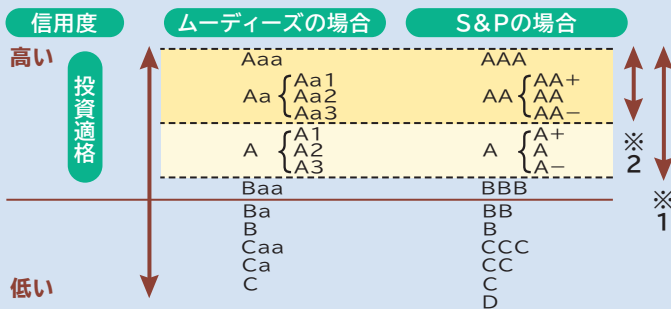 信用度 ムーディーズの場合 S&Pの場合
高い Aaa AAA
投資適格
Aa { Aa1 AA { AA+
Aa2 AA
Aa3 AA−
※2
A { A1 A { A+
A2 A
A3 A−
※1
Baa BBB
Ba BB
B B
Caa CCC
Ca CC
低い C C
D